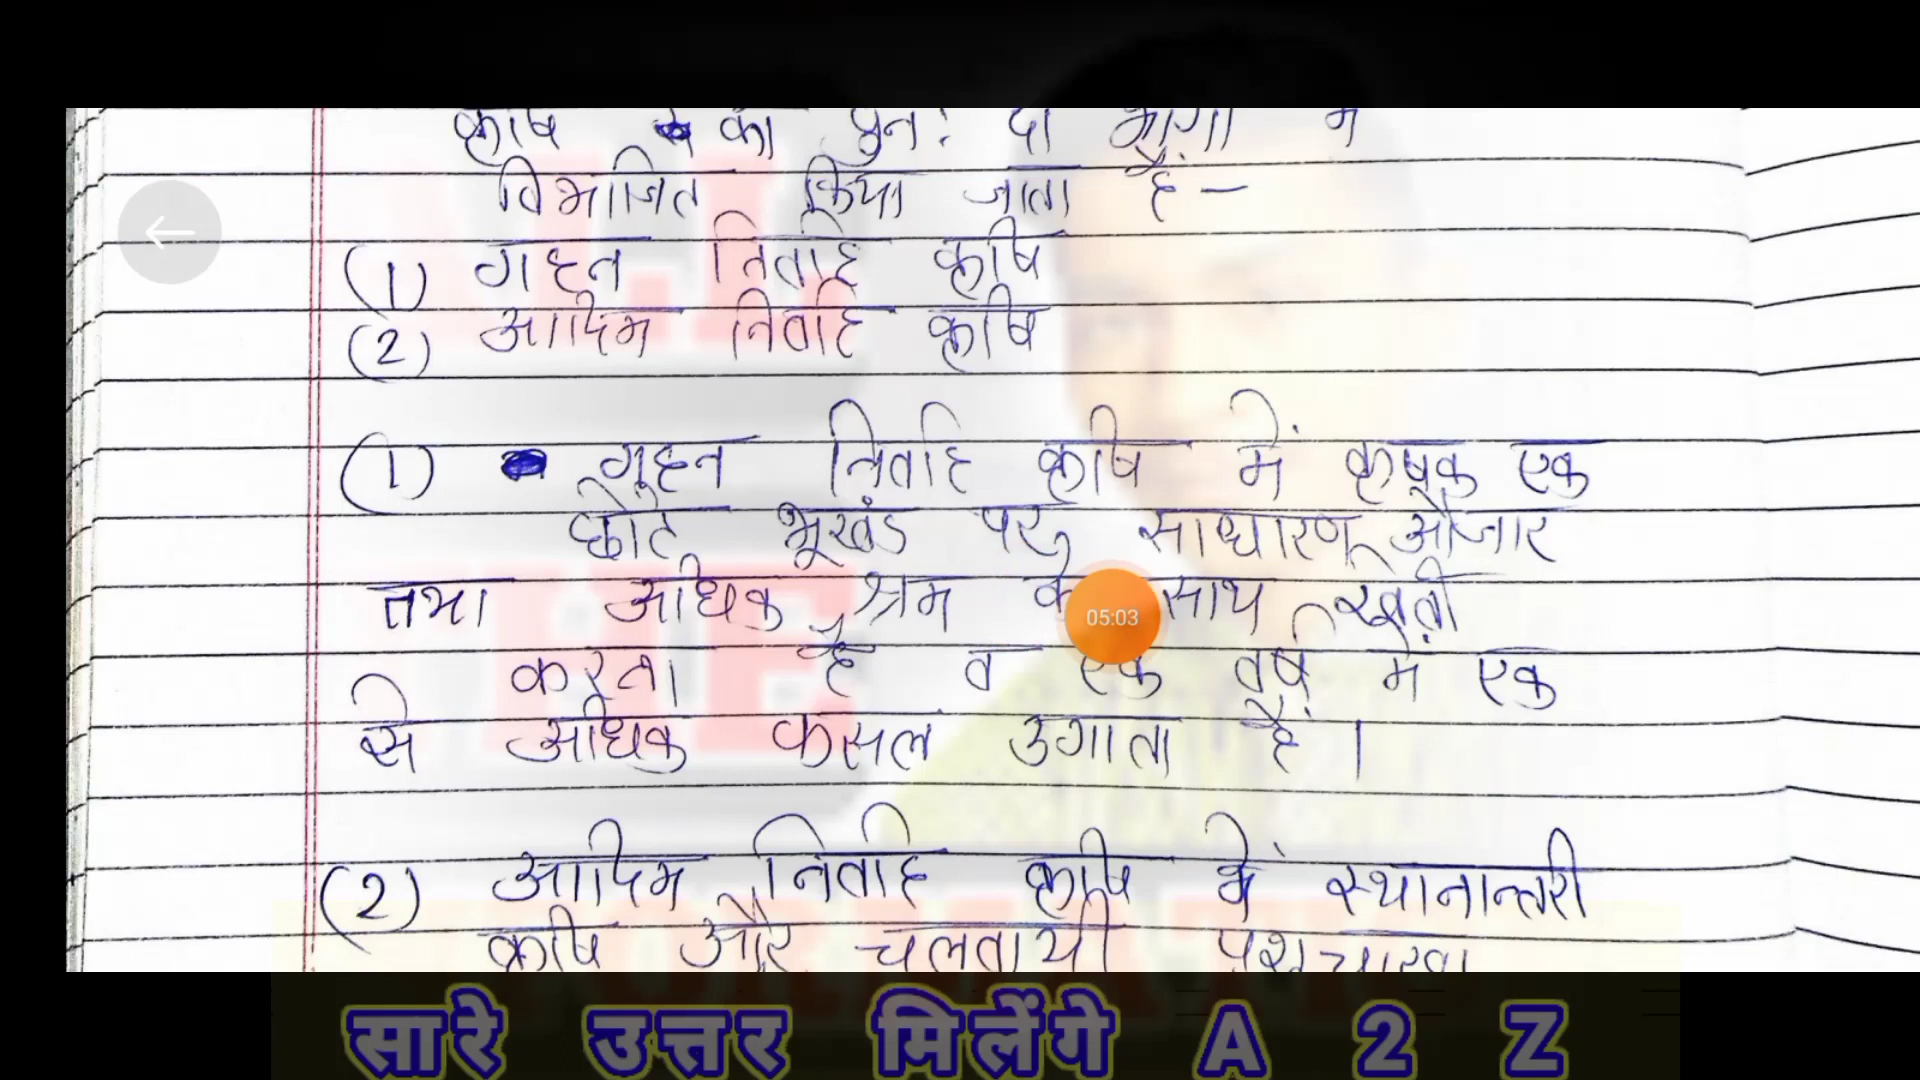 कृषि को पुनः दो भागों में
विभाजित किया जाता है -
(1) गहन निर्वाह कृषि
(2) आदिम निर्वाह कृषि
(1) गहन निर्वाह कृषि में कृषक एक
छोटे भूखंड पर साधारण औजार
तथा अधिक श्रम के साथ खेती
करता है व एक वर्ष में एक
से अधिक फसल उगाता है।
(2) आदिम निर्वाह कृषि में स्थानान्तरी
कृषि और चलवायी पशुचारण
05:03
सारे उत्तर मिलेंगे A 2 Z